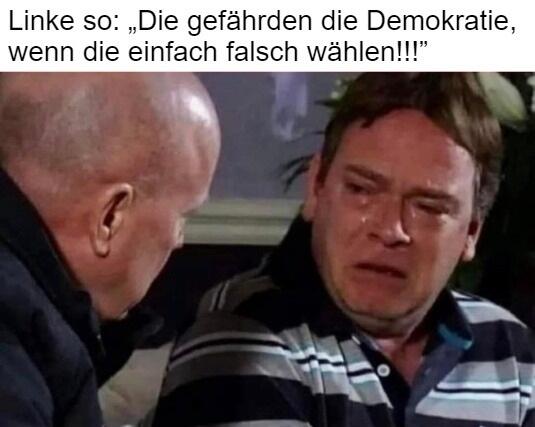 Linke so: „Die gefährden die Demokratie,
wenn die einfach falsch wählen!!!”